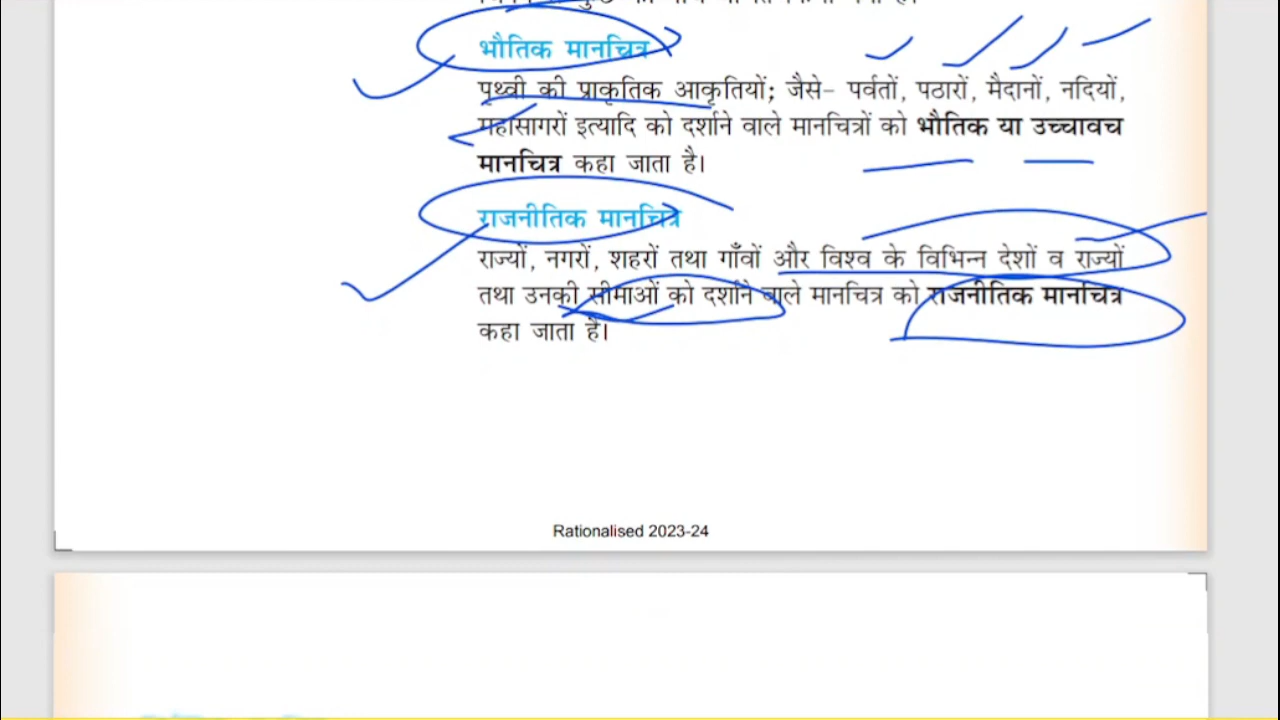 भौतिक मानचित्र
पृथ्वी की प्राकृतिक आकृतियों; जैसे– पर्वतों, पठारों, मैदानों, नदियों,
महासागरों इत्यादि को दर्शाने वाले मानचित्रों को भौतिक या उच्चावच
मानचित्र कहा जाता है।
राजनीतिक मानचित्र
राज्यों, नगरों, शहरों तथा गाँवों और विश्व के विभिन्न देशों व राज्यों
तथा उनकी सीमाओं को दर्शाने वाले मानचित्र को राजनीतिक मानचित्र
कहा जाता है।
Rationalised 2023-24